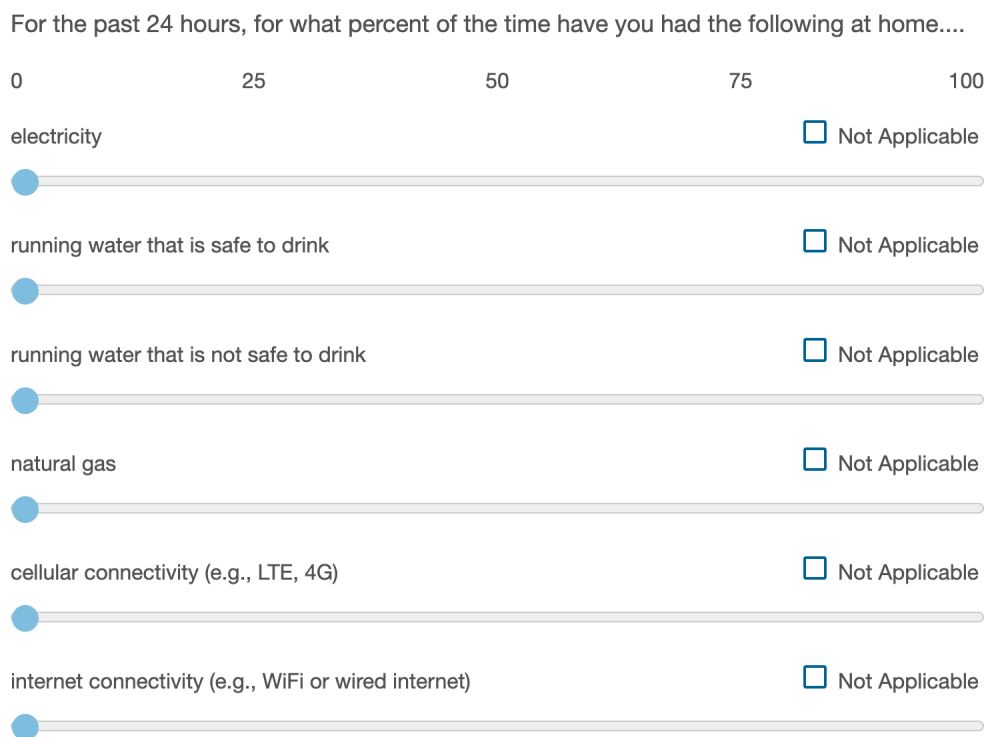 For the past 24 hours, for what percent of the time have you had the following at home....
0 25 50 75 100
electricity Not Applicable
running water that is safe to drink Not Applicable
running water that is not safe to drink Not Applicable
natural gas Not Applicable
cellular connectivity (e.g., LTE, 4G) Not Applicable
internet connectivity (e.g., WiFi or wired internet) Not Applicable